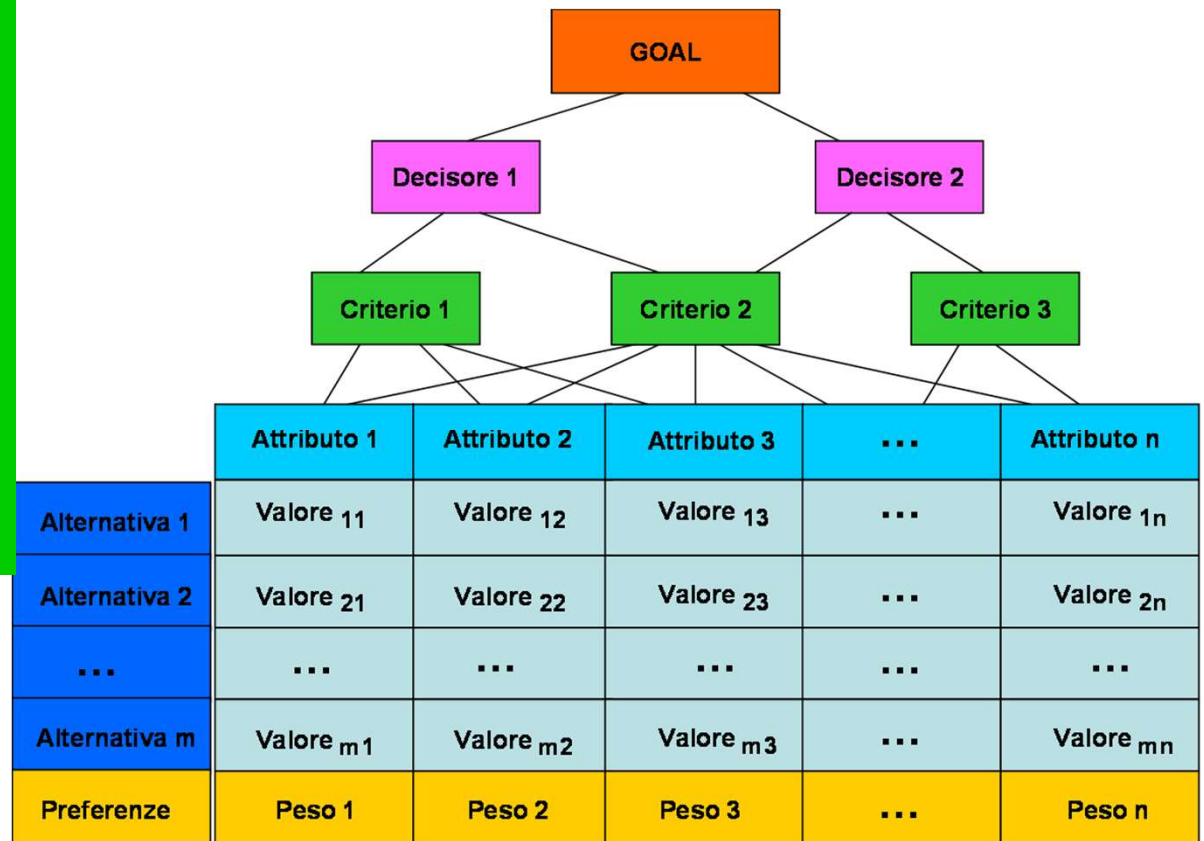 GOAL
Decisore 1 Decisore 2
Criterio 1 Criterio 2 Criterio 3
Attributo 1 Attributo 2 Attributo 3 ... Attributo n
Alternativa 1 Valore 11 Valore 12 Valore 13 ... Valore 1n
Alternativa 2 Valore 21 Valore 22 Valore 23 ... Valore 2n
... ... ... ... ... ...
Alternativa m Valore m1 Valore m2 Valore m3 ... Valore mn
Preferenze Peso 1 Peso 2 Peso 3 ... Peso n